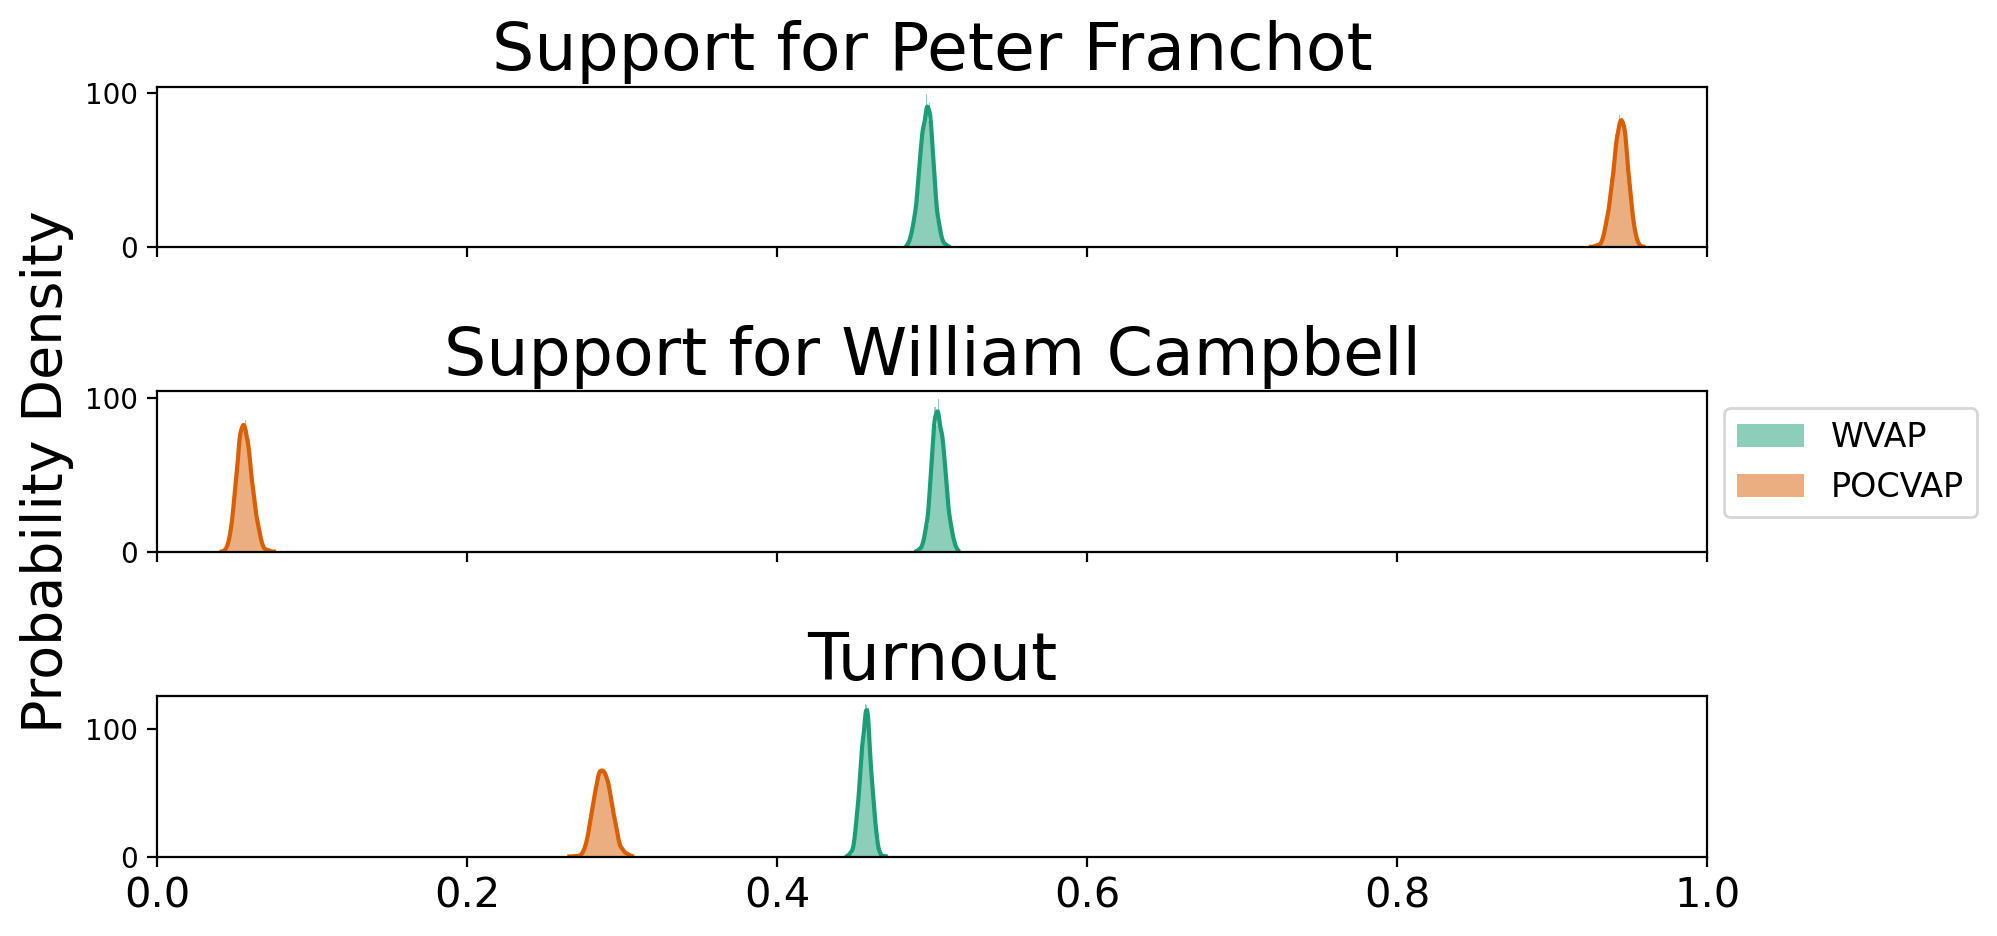 Support for Peter Franchot
100
0
Support for William Campbell
100
0
Probability Density
WVAP
POCVAP
Turnout
100
0
0.0 0.2 0.4 0.6 0.8 1.0